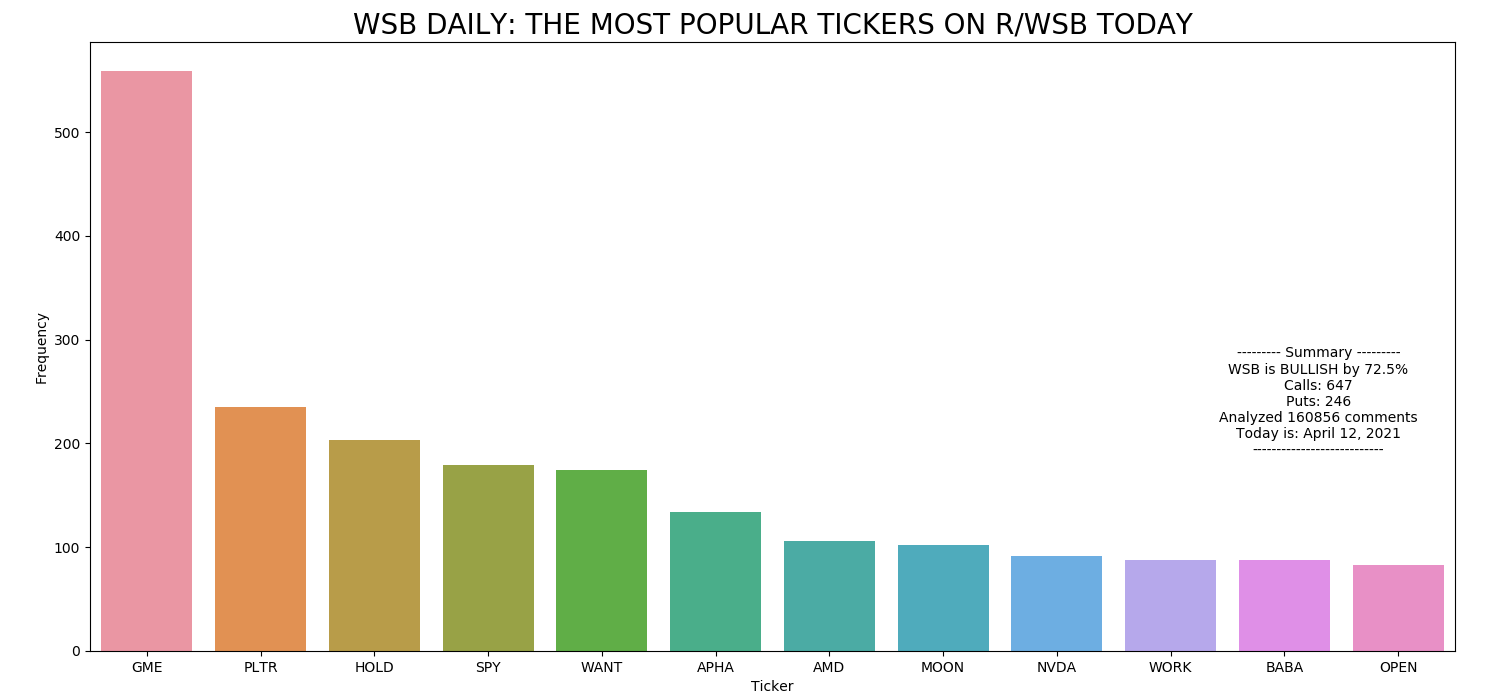 WSB DAILY: THE MOST POPULAR TICKERS ON R/WSB TODAY
500
400
300
200
100
0
Frequency
--------- Summary ---------
WSB is BULLISH by 72.5%
Calls: 647
Puts: 246
Analyzed 160856 comments
Today is: April 12, 2021
---------------------------
GME PLTR HOLD SPY WANT APHA AMD MOON NVDA WORK BABA OPEN
Ticker